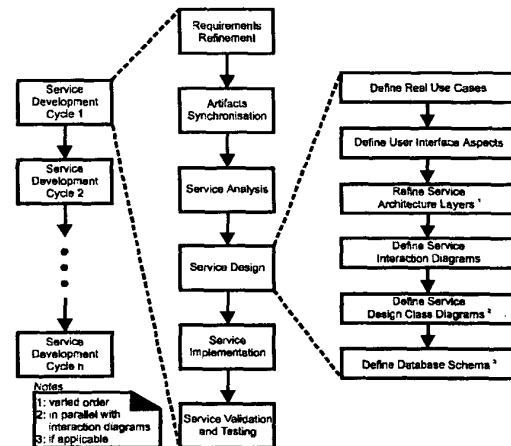 Service
Development
Cycle 1
Service
Development
Cycle 2
Service
Development
Cycle n
Notes
1: varied order
2: in parallel with
interaction diagrams
3: if applicable
Requirements
Refinement
Artifacts
Synchronisation
Service Analysis
Service Design
Service
Implementation
Service Validation
and Testing
Define Real Use Cases
Define User Interface Aspects
Refine Service
Architecture Layers ¹
Define Service
Interaction Diagrams
Define Service
Design Class Diagrams ²
Define Database Schema ³